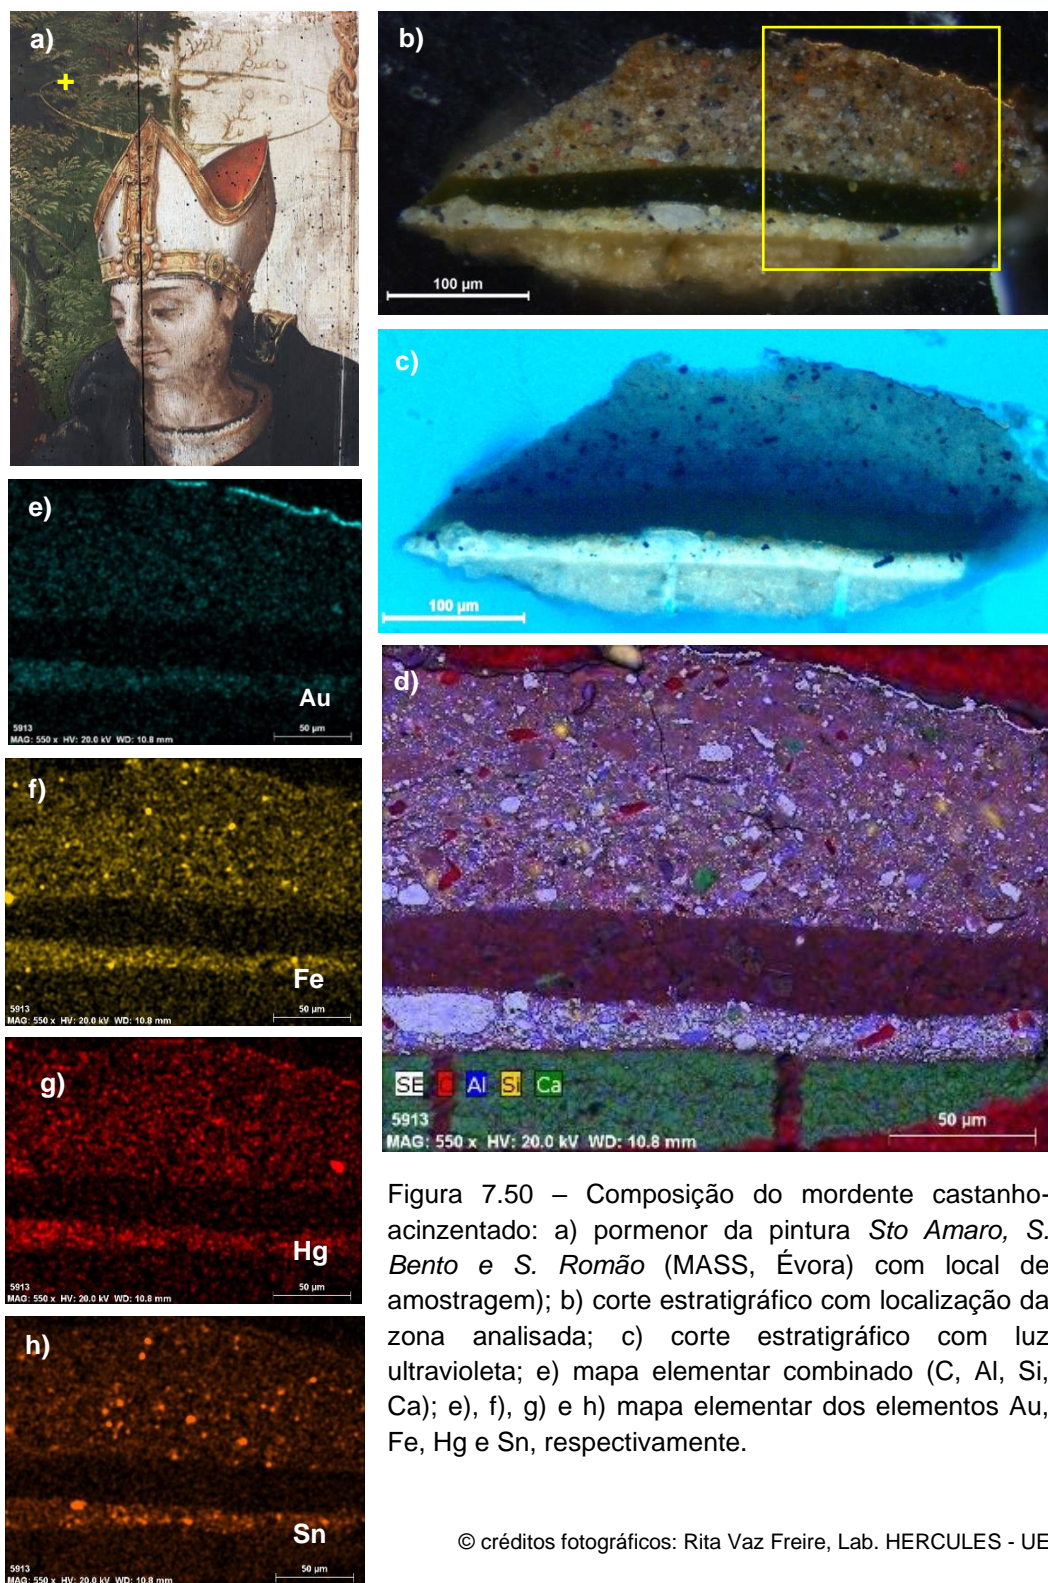 a)
b)
100 µm
c)
100 µm
d)
SE C Al Si Ca
5913
MAG: 550 x HV: 20.0 kV WD: 10.8 mm
50 µm
e)
Au
5913
MAG: 550 x HV: 20.0 kV WD: 10.8 mm
50 µm
f)
Fe
5913
MAG: 550 x HV: 20.0 kV WD: 10.8 mm
50 µm
g)
Hg
5913
MAG: 550 x HV: 20.0 kV WD: 10.8 mm
50 µm
h)
Sn
5913
MAG: 550 x HV: 20.0 kV WD: 10.8 mm
50 µm
Figura 7.50 – Composição do mordente castanho-
acinzentado: a) pormenor da pintura Sto Amaro, S.
Bento e S. Romão (MASS, Évora) com local de
amostragem); b) corte estratigráfico com localização da
zona analisada; c) corte estratigráfico com luz
ultravioleta; e) mapa elementar combinado (C, Al, Si,
Ca); e), f), g) e h) mapa elementar dos elementos Au,
Fe, Hg e Sn, respectivamente.
© créditos fotográficos: Rita Vaz Freire, Lab. HERCULES - UE